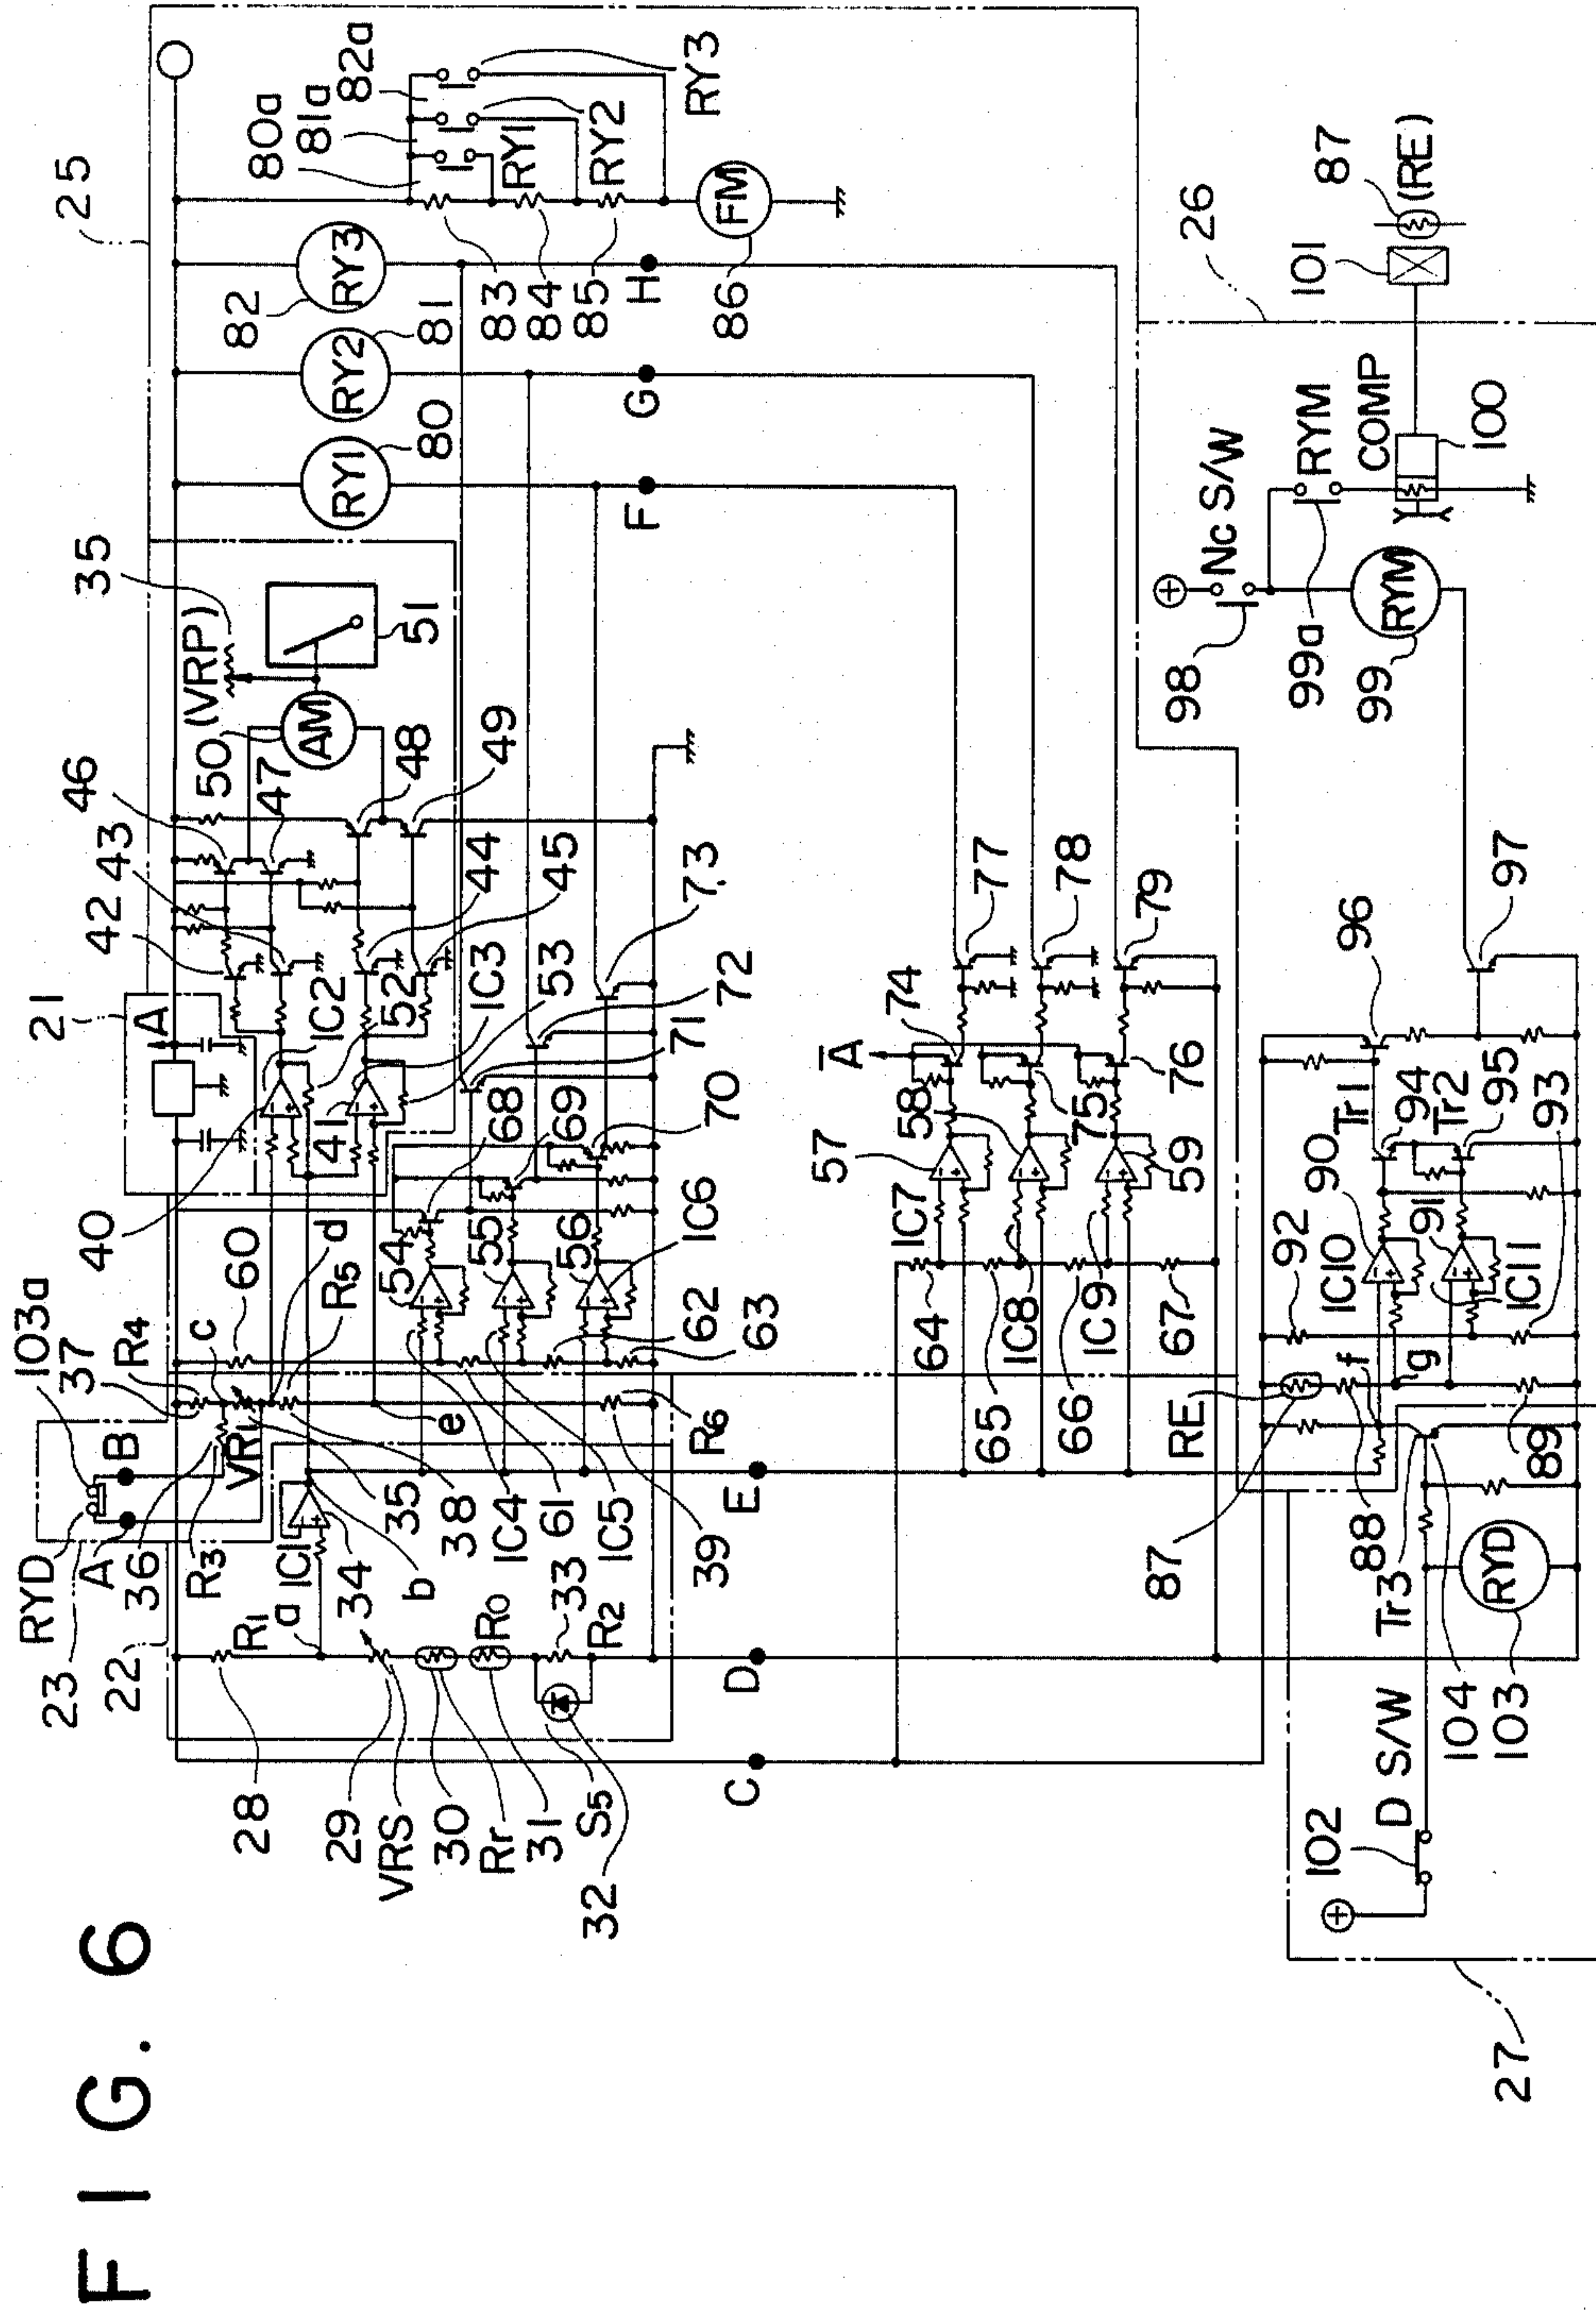 FIG. 6
25
82a
81a
80a
RY3
RY1
RY2
FM
83
84
85
86
H
RY3
82
RY2
81
RY1
80
G
F
26
87
(RE)
101
COMP
100
RYM
Nc S/W
98
99a
99
RYM
35
(VRP)
51
50
AM
46
47
48
49
43
42
44
45
21
A
IC2
52
IC3
53
73
72
71
40
41
68
69
70
54
55
56
IC6
60
d
R5
62
63
103a
37
R4
c
B
A
RYD
23
22
36
R3
VR1
35
38
e
IC4
61
IC5
39
R6
E
IC1
34
b
R1
a
28
29
VRS
30
Rr
R0
31
S5
32
33
R2
D
C
A
74
77
78
79
57
58
75
76
59
IC7
64
65
IC8
66
IC9
67
96
97
Tr1
94
Tr2
95
93
92
IC10
90
91
IC11
RE
87
f
g
88
89
Tr3
104
RYD
103
D S/W
102
27